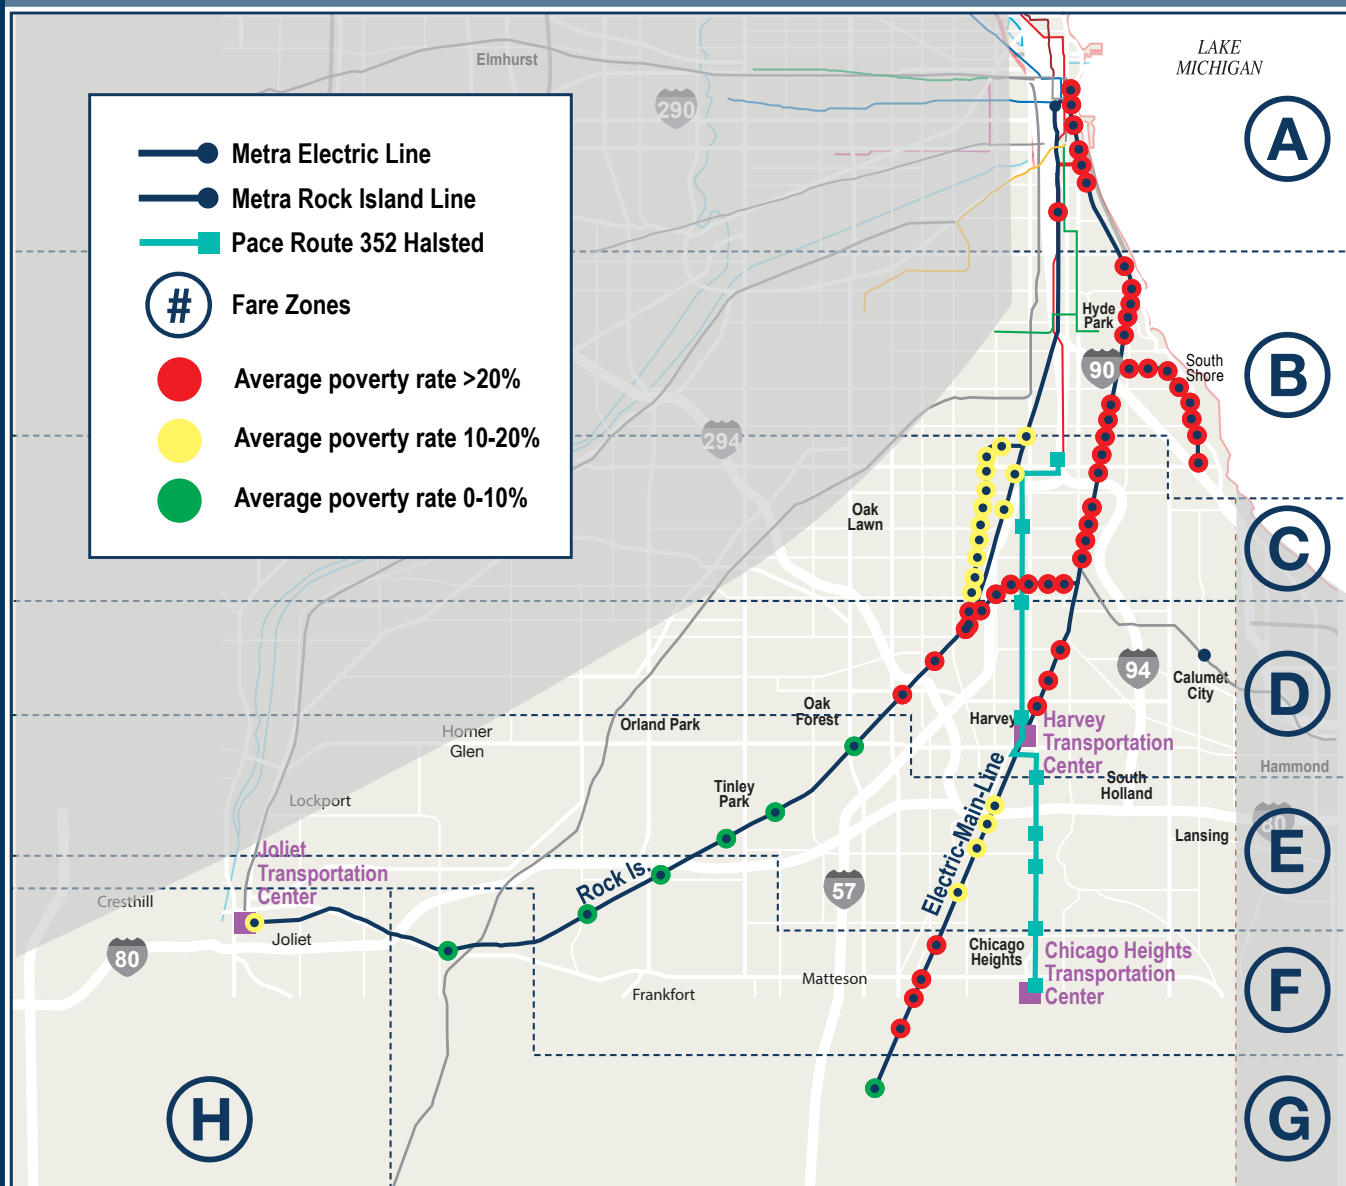 Elmhurst
LAKE
MICHIGAN
290
A
Metra Electric Line
Metra Rock Island Line
Pace Route 352 Halsted
#
Fare Zones
Average poverty rate >20%
Average poverty rate 10-20%
Average poverty rate 0-10%
Hyde
Park
90
South
Shore
B
294
Oak
Lawn
C
94
Calumet
City
D
Oak
Forest
Orland Park
Homer
Glen
Harvey
Harvey
Transportation
Center
Hammond
South
Holland
Tinley
Park
Lockport
80
Lansing
E
Electric-Main-Line
Joliet
Transportation
Center
Rock Is.
57
Cresthill
Joliet
80
Chicago
Heights
Chicago Heights
Transportation
Center
Matteson
Frankfort
F
H
G